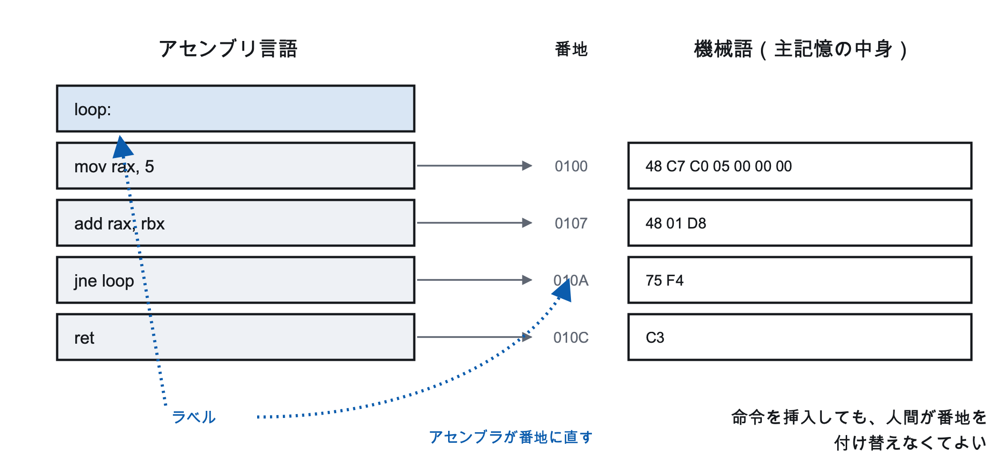 アセンブリ言語
番地
機械語（主記憶の中身）
loop:
mov rax, 5
0100
48 C7 C0 05 00 00 00
add rax, rbx
0107
48 01 D8
jne loop
010A
75 F4
ret
010C
C3
ラベル
アセンブラが番地に直す
命令を挿入しても、人間が番地を
付け替えなくてよい